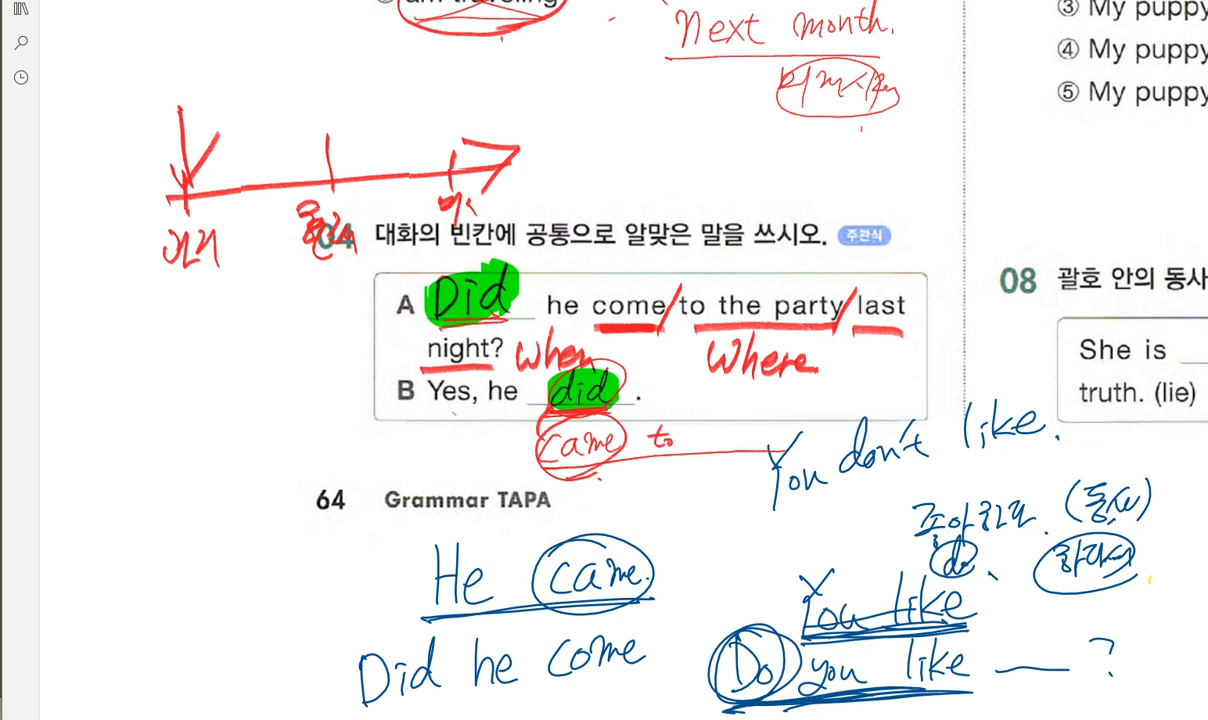 am traveling
Next month.
③ My puppy
④ My puppy
⑤ My puppy
과거
현재
미래
04 대화의 빈칸에 공통으로 알맞은 말을 쓰시오. 주관식
A Did he come/to the party/last
night? when where
B Yes, he did.
came to
You don't like.
64 Grammar TAPA
08 괄호 안의 동사
She is
truth. (lie)
좋아하다. (동사)
do
He came.
You like
Did he come
Do you like ?